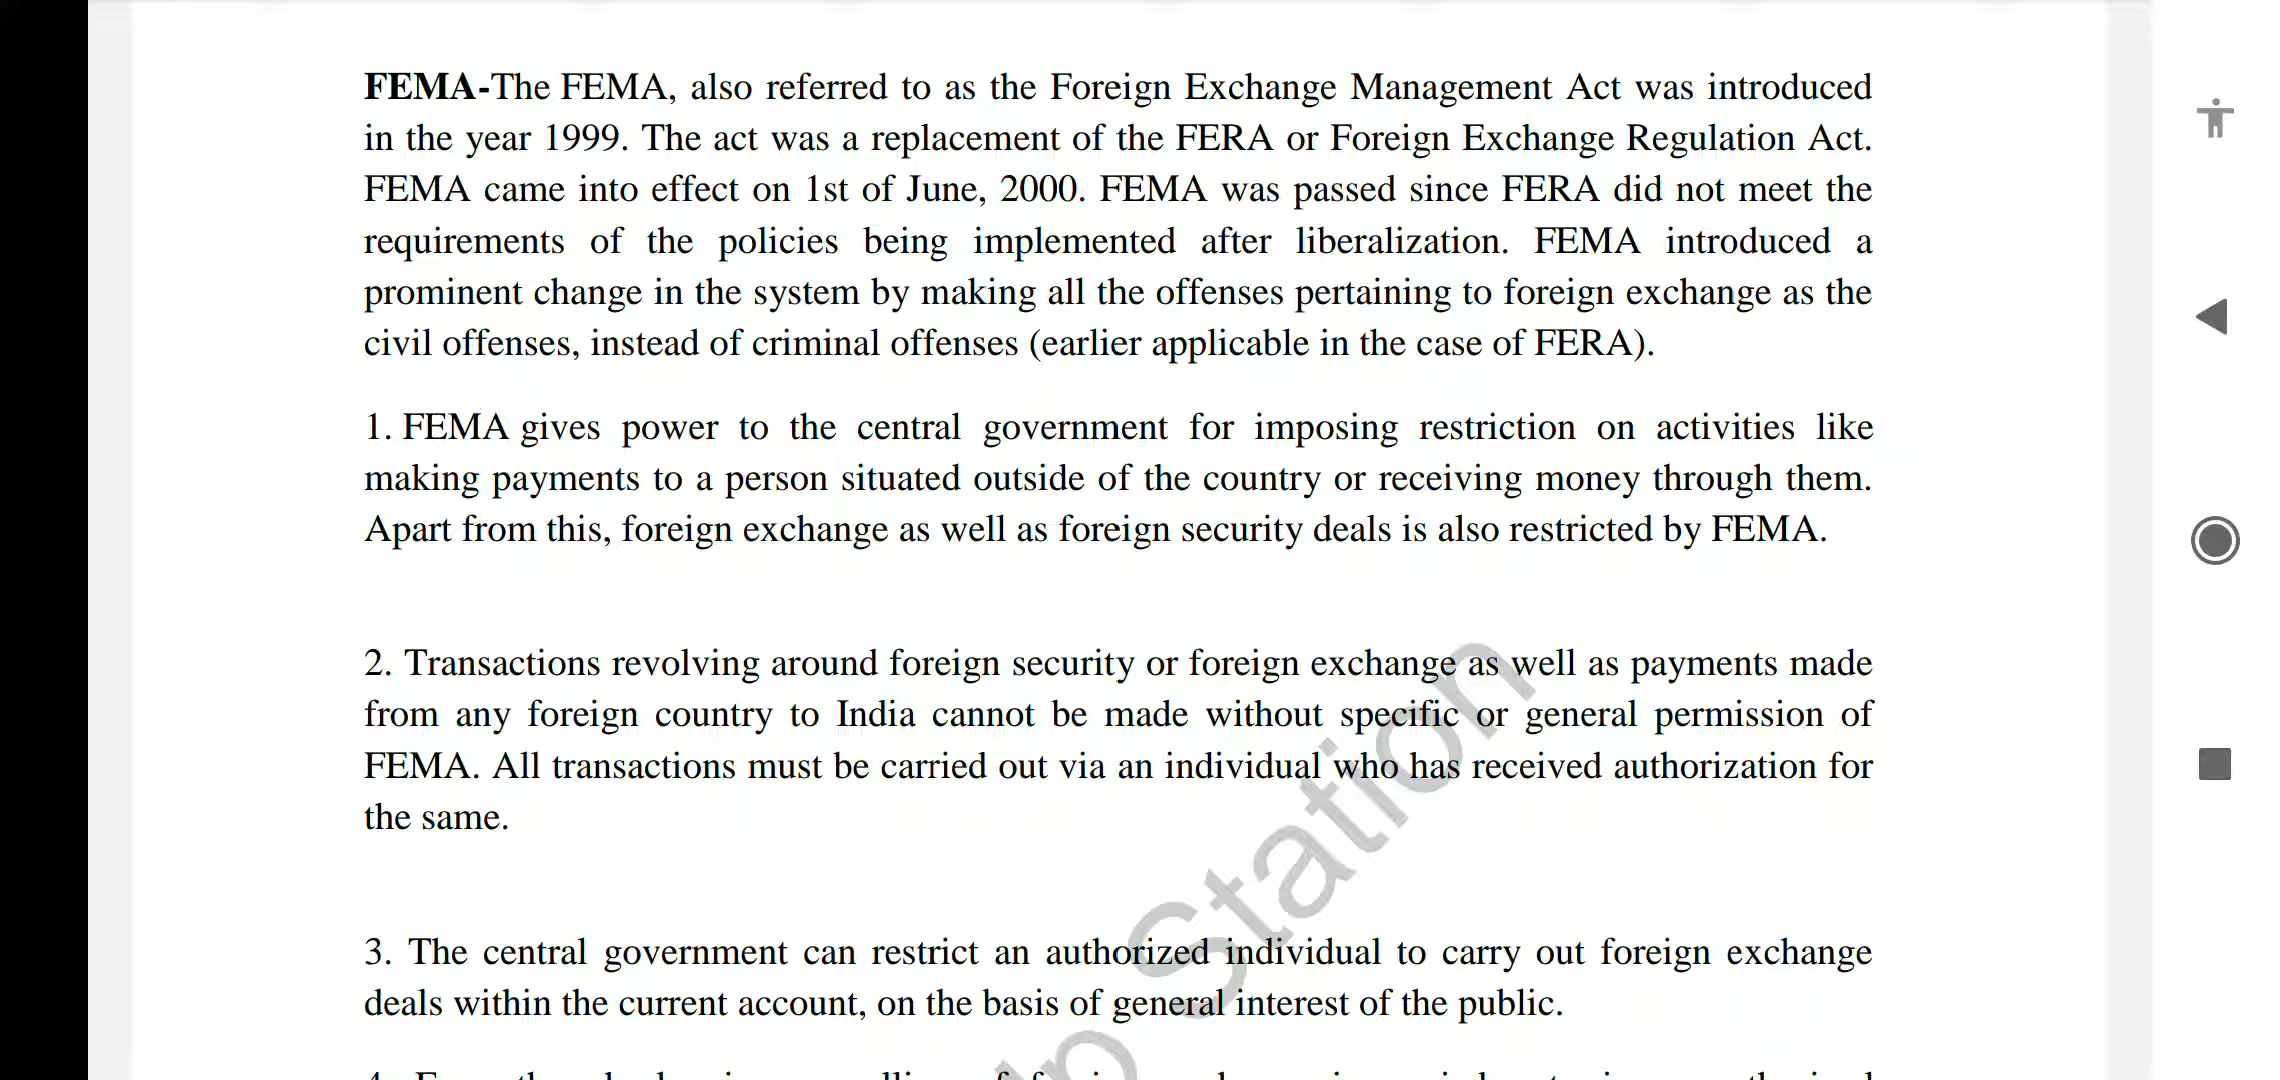 FEMA-The FEMA, also referred to as the Foreign Exchange Management Act was introduced
in the year 1999. The act was a replacement of the FERA or Foreign Exchange Regulation Act.
FEMA came into effect on 1st of June, 2000. FEMA was passed since FERA did not meet the
requirements of the policies being implemented after liberalization. FEMA introduced a
prominent change in the system by making all the offenses pertaining to foreign exchange as the
civil offenses, instead of criminal offenses (earlier applicable in the case of FERA).
1. FEMA gives power to the central government for imposing restriction on activities like
making payments to a person situated outside of the country or receiving money through them.
Apart from this, foreign exchange as well as foreign security deals is also restricted by FEMA.
2. Transactions revolving around foreign security or foreign exchange as well as payments made
from any foreign country to India cannot be made without specific or general permission of
FEMA. All transactions must be carried out via an individual who has received authorization for
the same.
3. The central government can restrict an authorized individual to carry out foreign exchange
deals within the current account, on the basis of general interest of the public.
Station